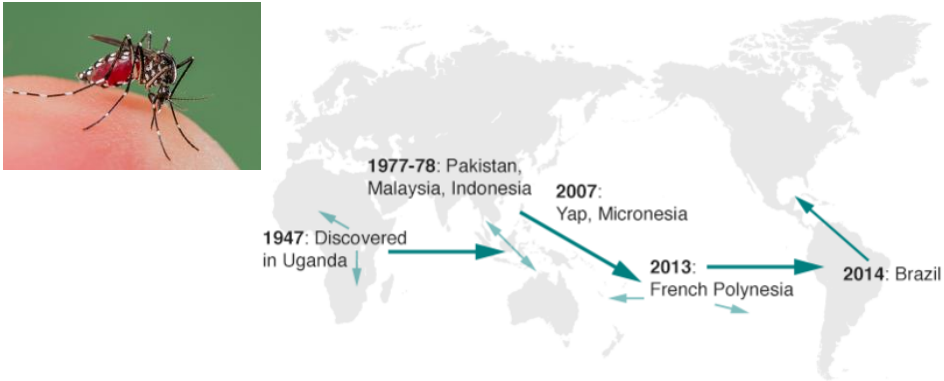 1977-78: Pakistan,
Malaysia, Indonesia
2007:
Yap, Micronesia
1947: Discovered
in Uganda
2013:
French Polynesia
2014: Brazil